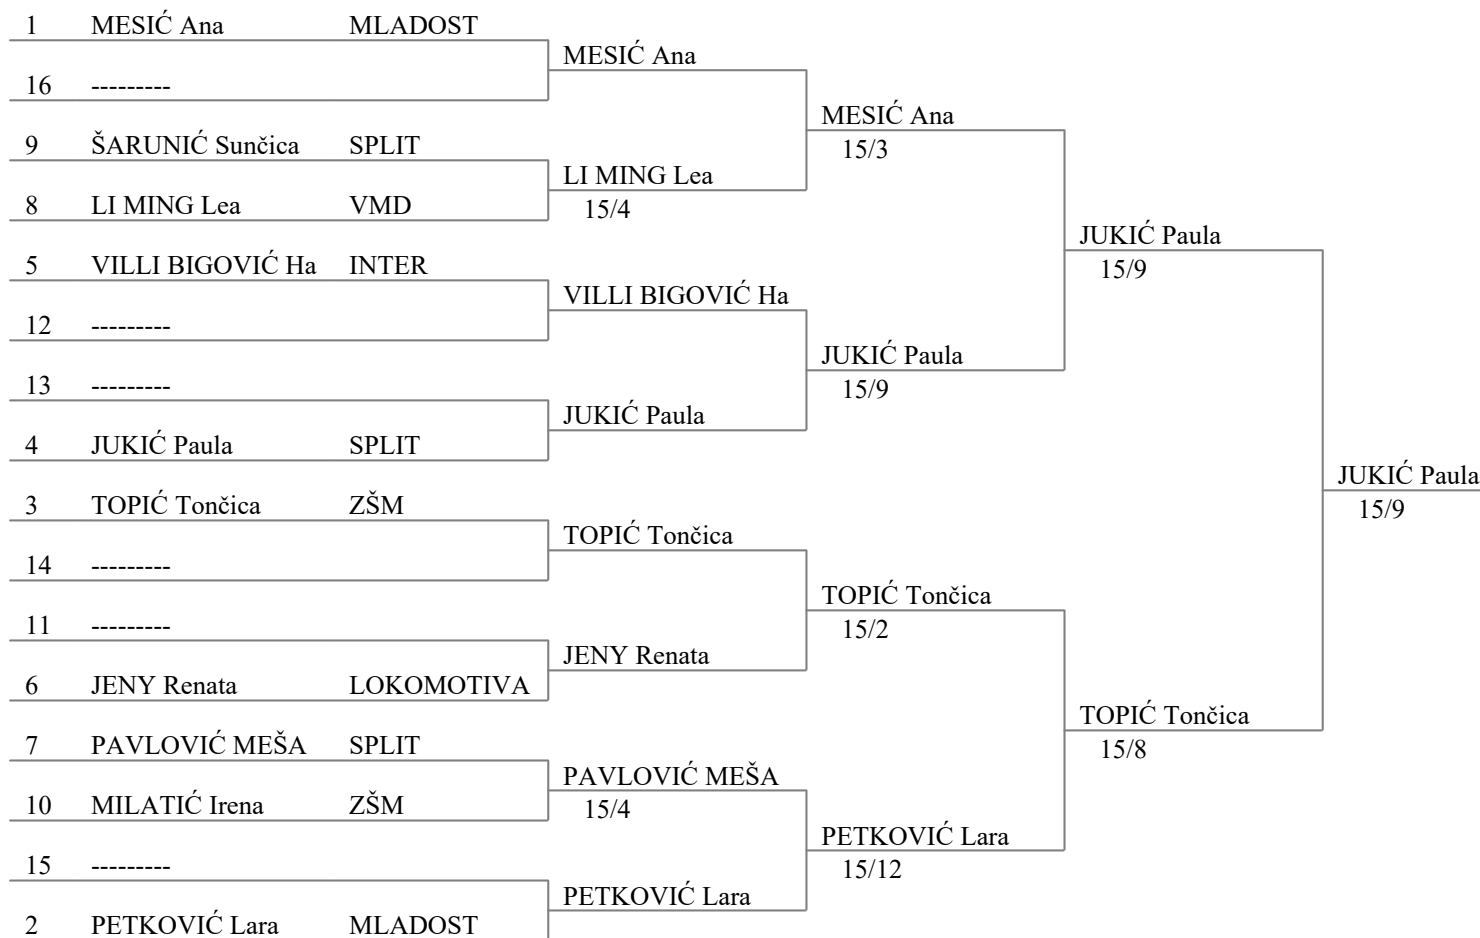 1 MESIĆ Ana MLADOST
MESIĆ Ana
16 ---------
MESIĆ Ana
15/3
9 ŠARUNIĆ Sunčica SPLIT
LI MING Lea
15/4
8 LI MING Lea VMD
JUKIĆ Paula
15/9
5 VILLI BIGOVIĆ Ha INTER
VILLI BIGOVIĆ Ha
12 ---------
JUKIĆ Paula
15/9
13 ---------
JUKIĆ Paula
4 JUKIĆ Paula SPLIT
JUKIĆ Paula
15/9
3 TOPIĆ Tončica ZŠM
TOPIĆ Tončica
14 ---------
TOPIĆ Tončica
15/2
11 ---------
JENY Renata
6 JENY Renata LOKOMOTIVA
TOPIĆ Tončica
15/8
7 PAVLOVIĆ MEŠA SPLIT
PAVLOVIĆ MEŠA
15/4
10 MILATIĆ Irena ZŠM
PETKOVIĆ Lara
15/12
15 ---------
PETKOVIĆ Lara
2 PETKOVIĆ Lara MLADOST